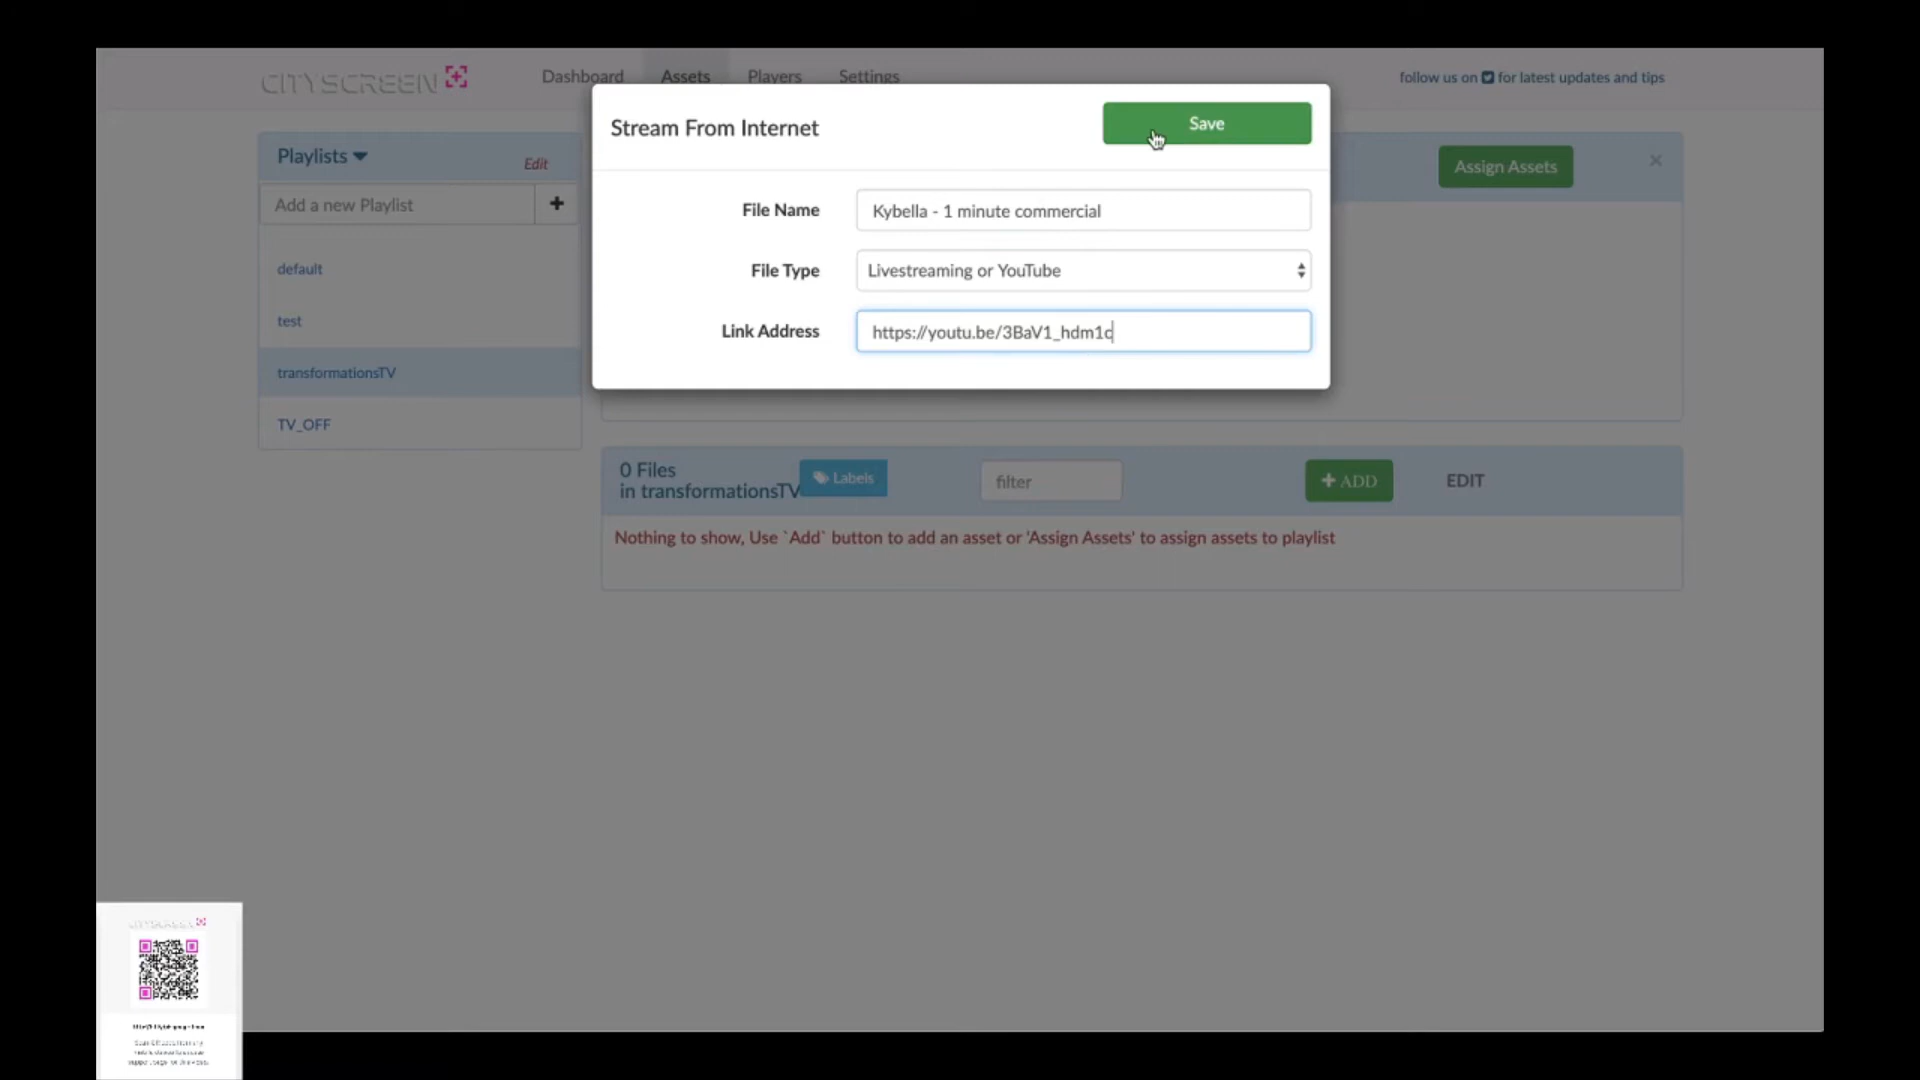 CITYSCREEN
Dashboard Assets Players Settings
follow us on for latest updates and tips
Stream From Internet
Save
Playlists
Edit
Assign Assets
×
Add a new Playlist
+
File Name
Kybella - 1 minute commercial
File Type
Livestreaming or YouTube
Link Address
https://youtu.be/3BaV1_hdm1c
default
test
transformationsTV
TV_OFF
0 Files
in transformationsTV
Labels
filter
+ ADD
EDIT
Nothing to show, Use `Add` button to add an asset or 'Assign Assets' to assign assets to playlist
CITYSCREEN